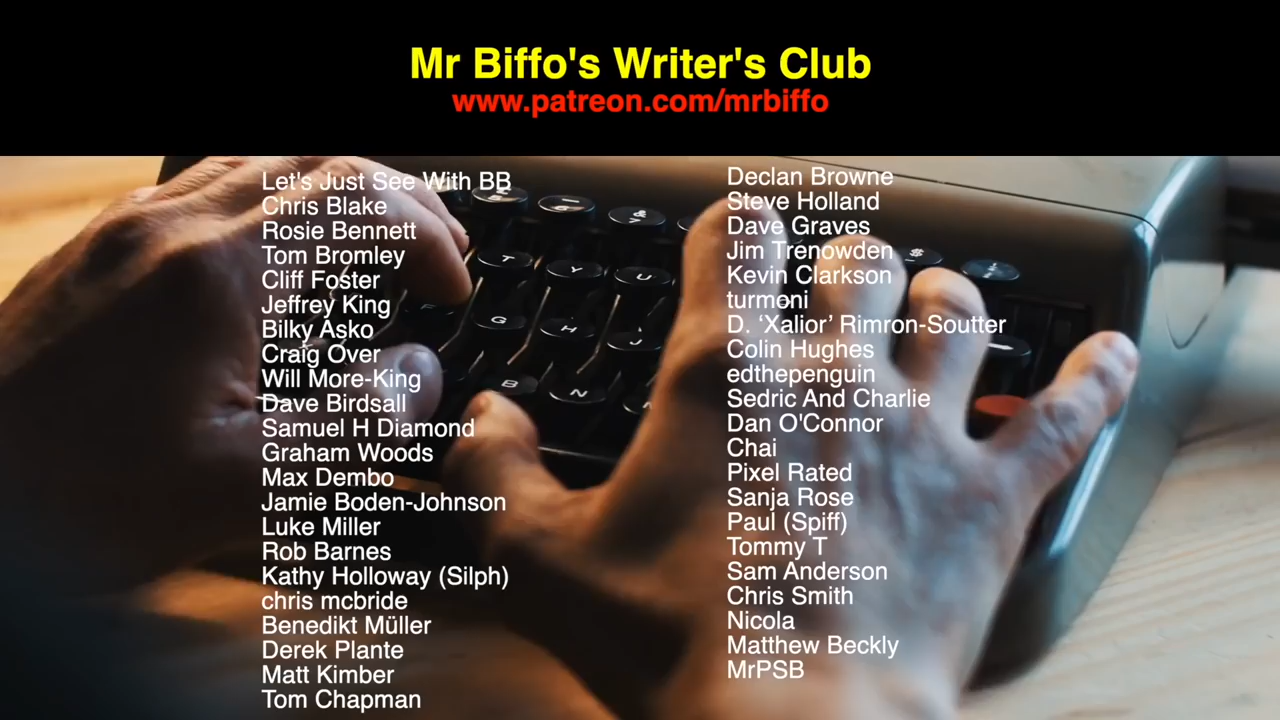 Mr Biffo's Writer's Club
www.patreon.com/mrbiffo
Let's Just See With BB
Chris Blake
Rosie Bennett
Tom Bromley
Cliff Foster
Jeffrey King
Bilky Asko
Craig Over
Will More-King
Dave Birdsall
Samuel H Diamond
Graham Woods
Max Dembo
Jamie Boden-Johnson
Luke Miller
Rob Barnes
Kathy Holloway (Silph)
chris mcbride
Benedikt Müller
Derek Plante
Matt Kimber
Tom Chapman
Declan Browne
Steve Holland
Dave Graves
Jim Trenowden
Kevin Clarkson
turmoni
D. ‘Xalior’ Rimron-Soutter
Colin Hughes
edthepenguin
Sedric And Charlie
Dan O'Connor
Chai
Pixel Rated
Sanja Rose
Paul (Spiff)
Tommy T
Sam Anderson
Chris Smith
Nicola
Matthew Beckly
MrPSB
T Y U
G H J
B N